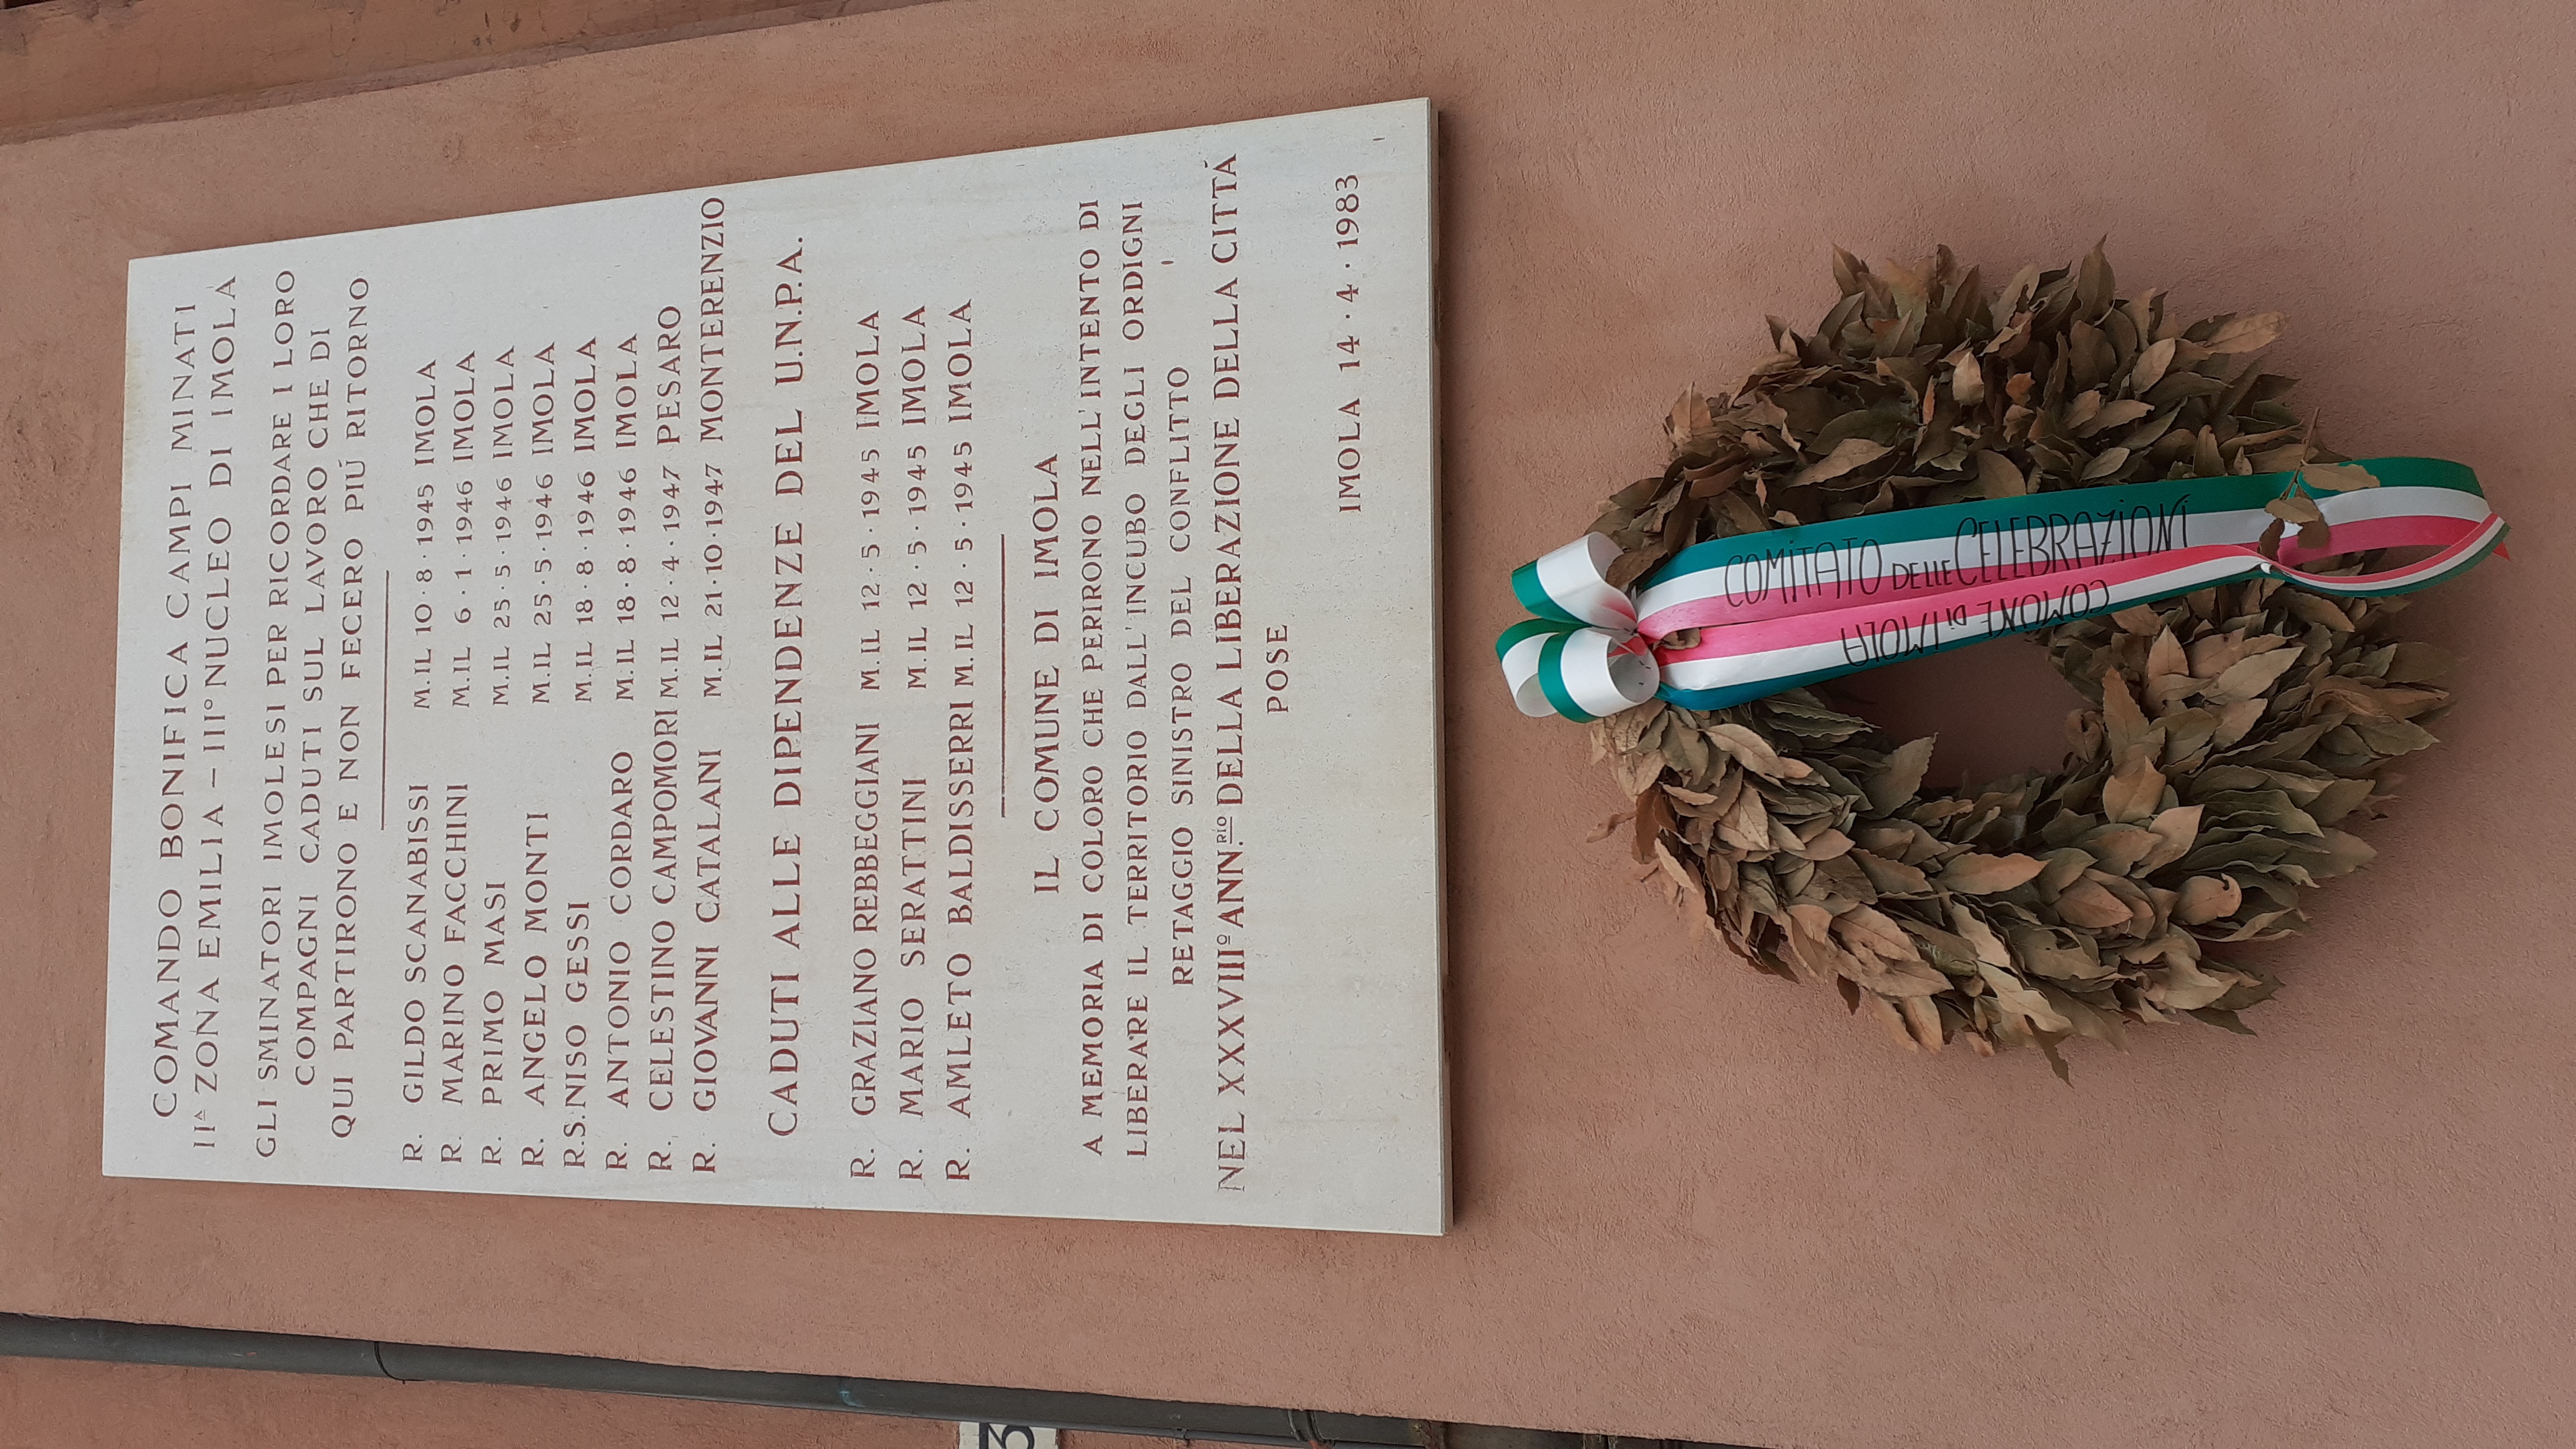 COMANDO BONIFICA CAMPI MINATI
IIᴬ ZONA EMILIA – III° NUCLEO DI IMOLA
GLI SMINATORI IMOLESI PER RICORDARE I LORO
COMPAGNI CADUTI SUL LAVORO CHE DI
QUI PARTIRONO E NON FECERO PIÚ RITORNO
R. GILDO SCANABISSI M. IL 10·8·1945 IMOLA
R. MARINO FACCHINI M. IL 6·1·1946 IMOLA
R. PRIMO MASI M. IL 25·5·1946 IMOLA
R. ANGELO MONTI M. IL 25·5·1946 IMOLA
R.S. NISO GESSI M. IL 18·8·1946 IMOLA
R. ANTONIO CORDARO M. IL 18·8·1946 IMOLA
R. CELESTINO CAMPOMORI M. IL 12·4·1947 PESARO
R. GIOVANNI CATALANI M. IL 21·10·1947 MONTERENZIO
CADUTI ALLE DIPENDENZE DEL U.N.P.A.
R. GRAZIANO REBBEGGIANI M. IL 12·5·1945 IMOLA
R. MARIO SERATTINI M. IL 12·5·1945 IMOLA
R. AMLETO BALDISSERRI M. IL 12·5·1945 IMOLA
IL COMUNE DI IMOLA
A MEMORIA DI COLORO CHE PERIRONO NELL'INTENTO DI
LIBERARE IL TERRITORIO DALL'INCUBO DEGLI ORDIGNI
RETAGGIO SINISTRO DEL CONFLITTO
NEL XXXVIII° ANN.RIO DELLA LIBERAZIONE DELLA CITTÁ
POSE
IMOLA 14·4·1983
COMITATO DELLE CELEBRAZIONI
COMUNE DI IMOLA